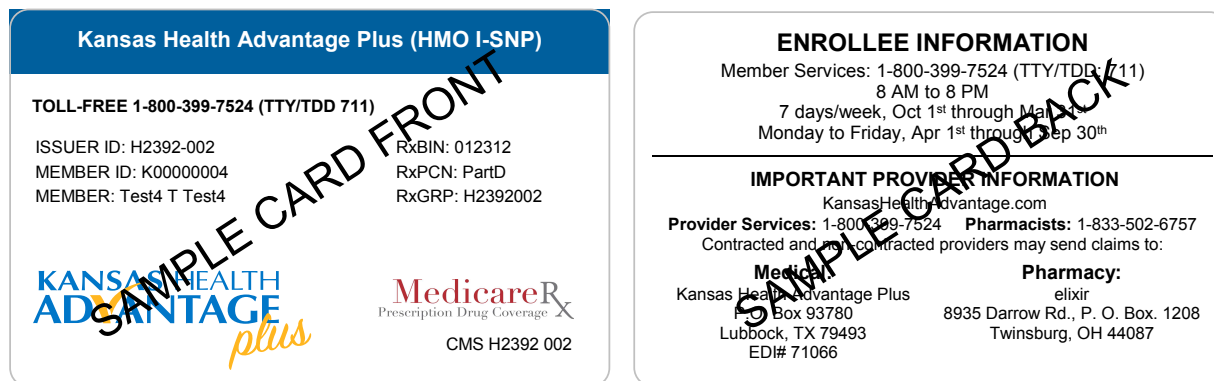 Kansas Health Advantage Plus (HMO I-SNP)
TOLL-FREE 1-800-399-7524 (TTY/TDD 711)
ISSUER ID: H2392-002
MEMBER ID: K00000004
MEMBER: Test4 T Test4
RxBIN: 012312
RxPCN: PartD
RxGRP: H2392002
SAMPLE CARD FRONT
KANSAS HEALTH
ADVANTAGE
plus
MedicareRx
Prescription Drug Coverage
CMS H2392 002
ENROLLEE INFORMATION
Member Services: 1-800-399-7524 (TTY/TDD: 711)
8 AM to 8 PM
7 days/week, Oct 1st through Mar 31st
Monday to Friday, Apr 1st through Sep 30th
SAMPLE CARD BACK
IMPORTANT PROVIDER INFORMATION
KansasHealthAdvantage.com
Provider Services: 1-800-399-7524 Pharmacists: 1-833-502-6757
Contracted and non-contracted providers may send claims to:
Medical:
Kansas Health Advantage Plus
P.O. Box 93780
Lubbock, TX 79493
EDI# 71066
Pharmacy:
elixir
8935 Darrow Rd., P. O. Box. 1208
Twinsburg, OH 44087